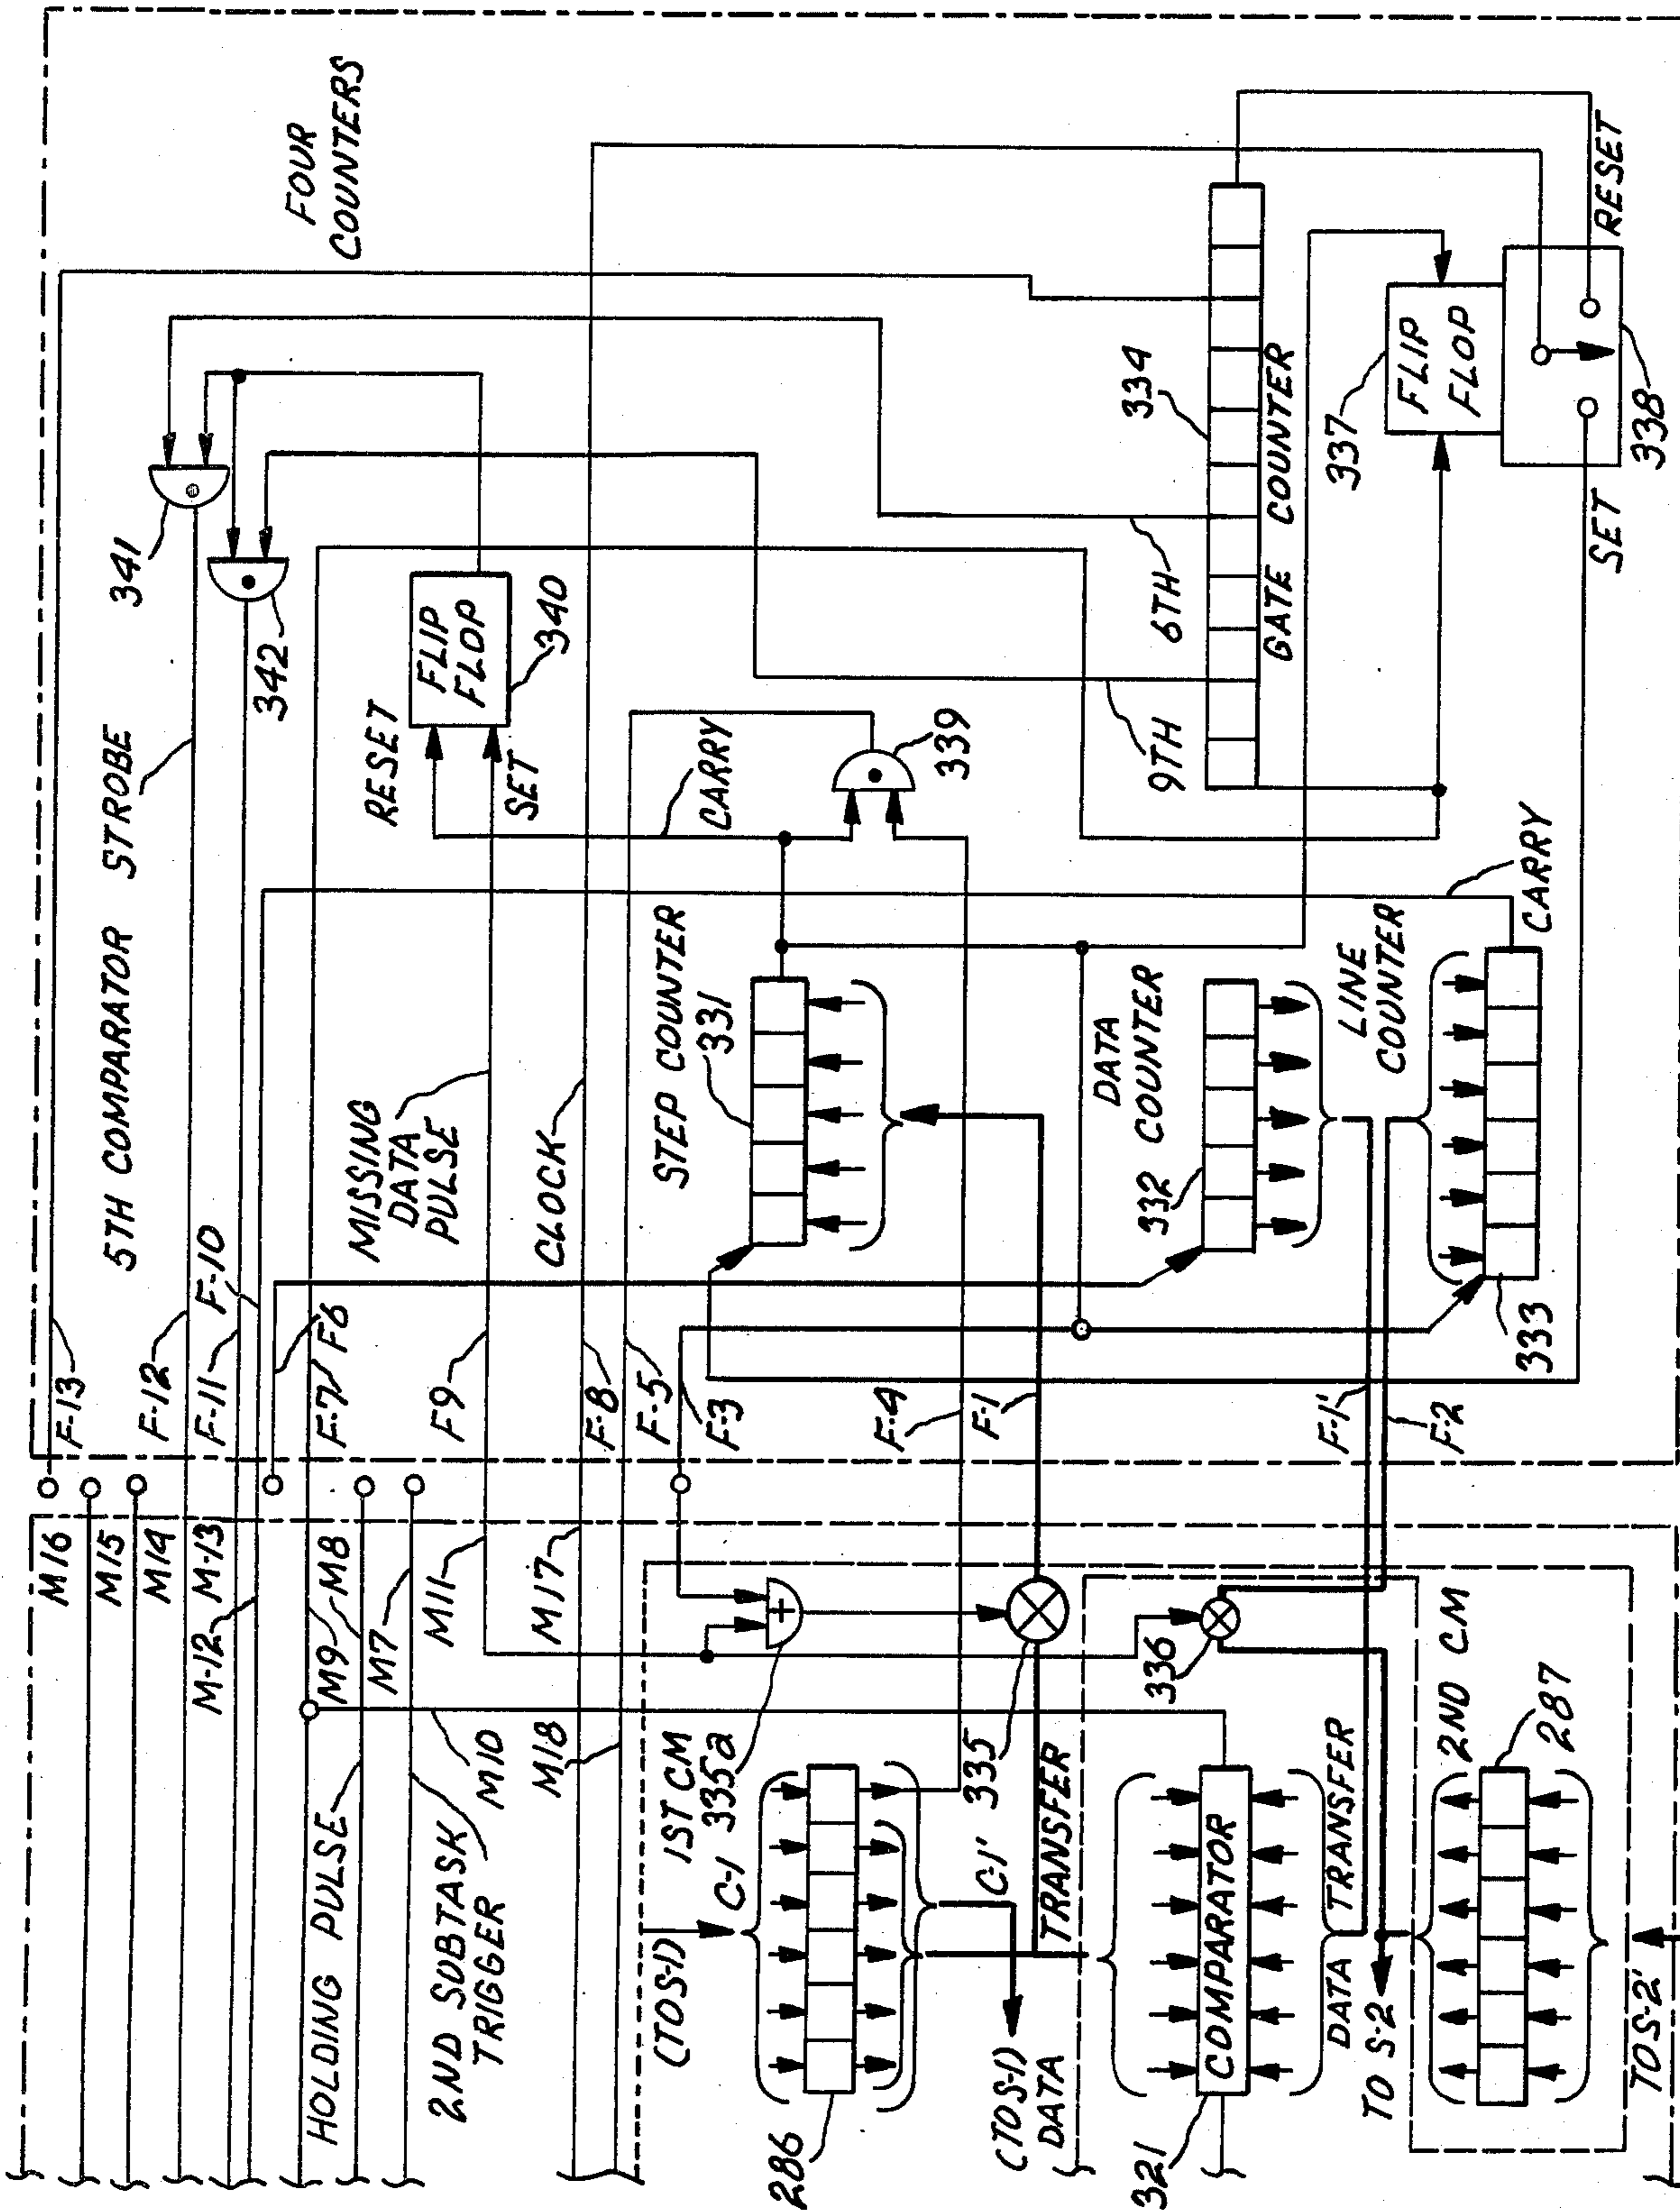 FOUR
COUNTERS
F-13
5TH COMPARATOR STROBE
341
F-12
F-11
F-10
342
F-7
F6
RESET
FLIP
FLOP
340
SET
MISSING
DATA
PULSE
F9
CLOCK
F-8
F-5
F-3
CARRY
339
STEP COUNTER
331
F-4
F-1
9TH
6TH
334
GATE COUNTER
DATA
COUNTER
332
LINE
COUNTER
CARRY
333
F-1'
F-2
337
FLIP
FLOP
338
SET
RESET
M16
M15
M14
M-13
M-12
M9
M8
M7
M11
M10
M17
M18
HOLDING PULSE
2ND SUBTASK
TRIGGER
(TO S-1)
C-1
1ST CM
335a
286
C-1'
335
TRANSFER
(TO S-1)
DATA
336
321
COMPARATOR
DATA TRANSFER
TO S-2
2ND CM
287
TO S-2'